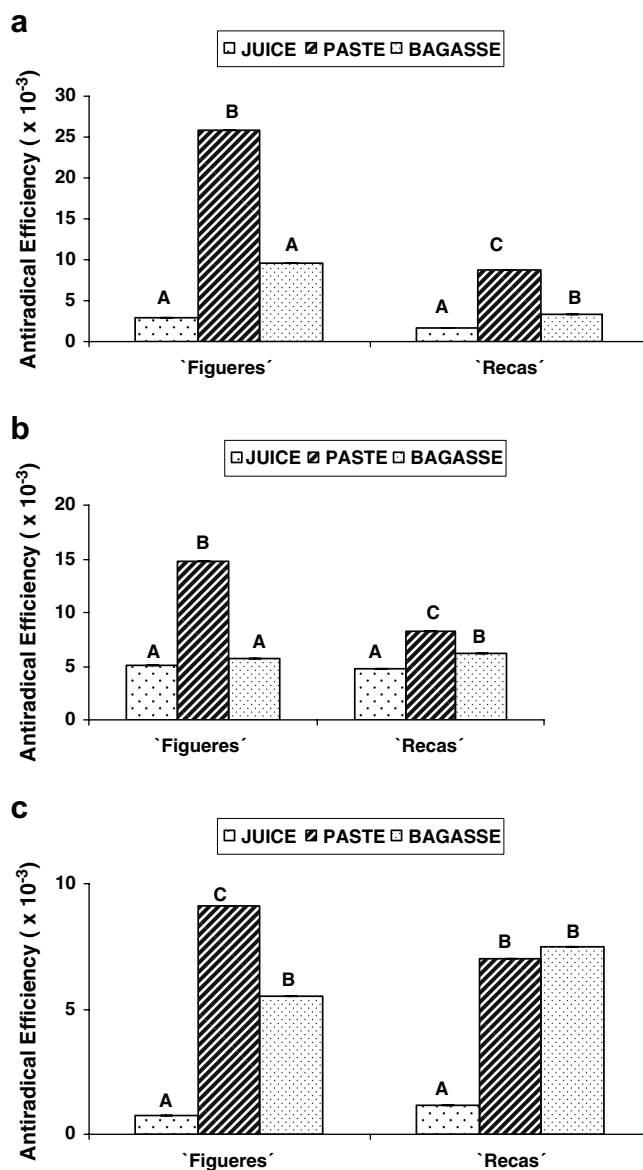 a
JUICE PASTE BAGASSE
Antiradical Efficiency ( x 10⁻³)
30
25
20
15
10
5
0
A
B
A
A
C
B
`Figueres´
`Recas´
b
JUICE PASTE BAGASSE
Antiradical Efficiency ( x 10⁻³)
20
15
10
5
0
A
B
A
A
C
B
`Figueres´
`Recas´
c
JUICE PASTE BAGASSE
Antiradical Efficiency ( x 10⁻³)
10
5
0
A
C
B
A
B
B
`Figueres´
`Recas´